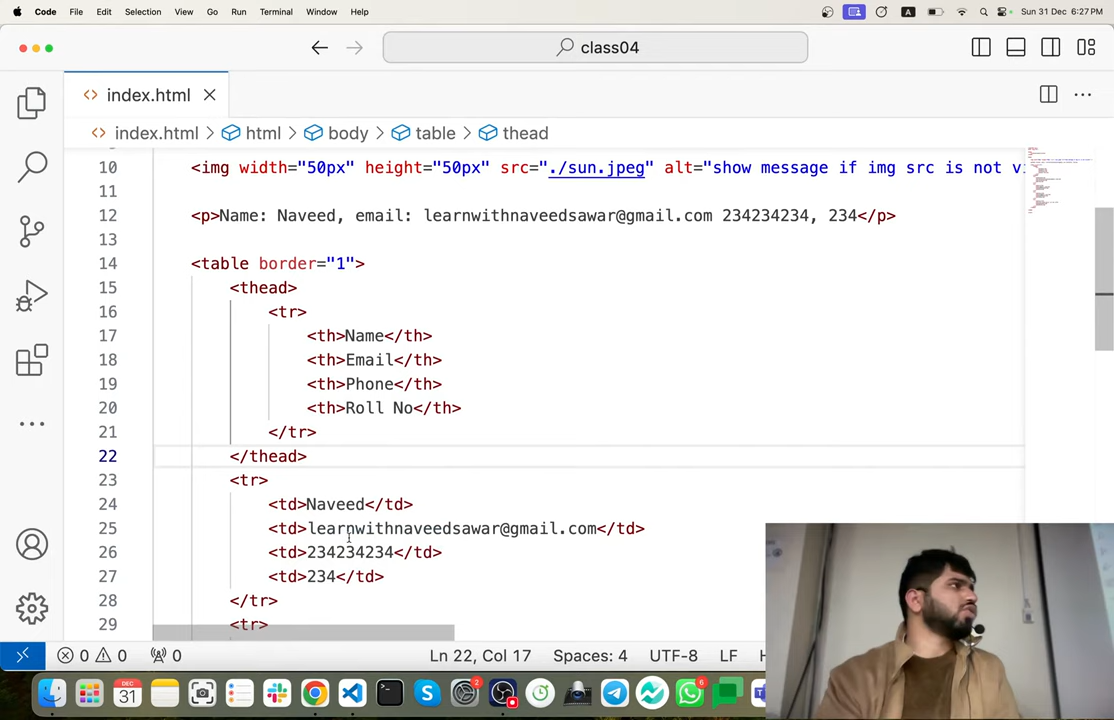 Code File Edit Selection View Go Run Terminal Window Help A Sun 31 Dec 6:27 PM
class04
index.html
index.html > html > body > table > thead
10 <img width="50px" height="50px" src="./sun.jpeg" alt="show message if img src is not vi
11
12 <p>Name: Naveed, email: learnwithnaveedsawar@gmail.com 234234234, 234</p>
13
14 <table border="1">
15 <thead>
16 <tr>
17 <th>Name</th>
18 <th>Email</th>
19 <th>Phone</th>
20 <th>Roll No</th>
21 </tr>
22 </thead>
23 <tr>
24 <td>Naveed</td>
25 <td>learnwithnaveedsawar@gmail.com</td>
26 <td>234234234</td>
27 <td>234</td>
28 </tr>
29 <tr>
0 0 0 Ln 22, Col 17 Spaces: 4 UTF-8 LF
DEC 31 2 6